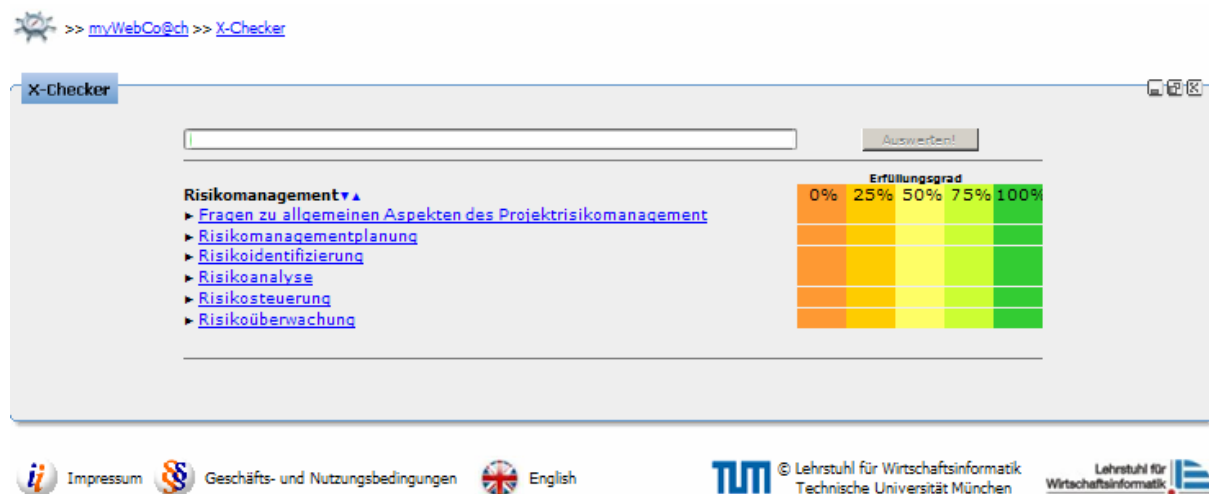 >> myWebCo@ch >> X-Checker
X-Checker
Auswerten!
Erfüllungsgrad
Risikomanagement▼▲
0% 25% 50% 75% 100%
► Fragen zu allgemeinen Aspekten des Projektrisikomanagement
► Risikomanagementplanung
► Risikoidentifizierung
► Risikoanalyse
► Risikosteuerung
► Risikoüberwachung
Impressum
Geschäfts- und Nutzungsbedingungen
English
TUM
© Lehrstuhl für Wirtschaftsinformatik
Technische Universität München
Lehrstuhl für
Wirtschaftsinformatik